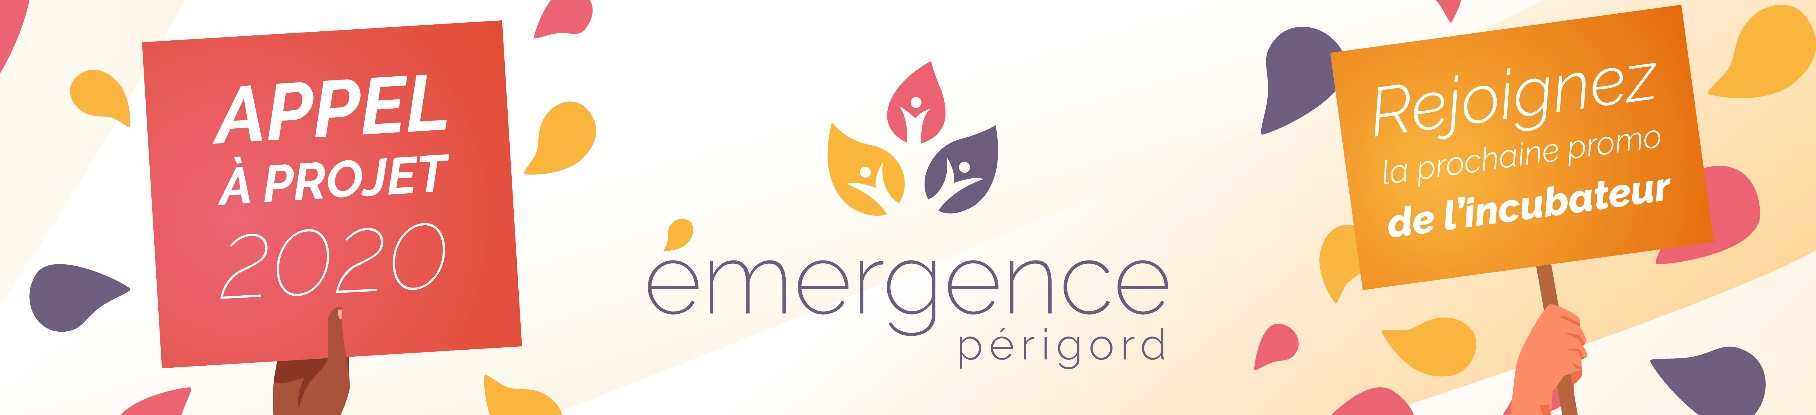 APPEL
À PROJET
2020
émergence
périgord
Rejoignez
la prochaine promo
de l'incubateur